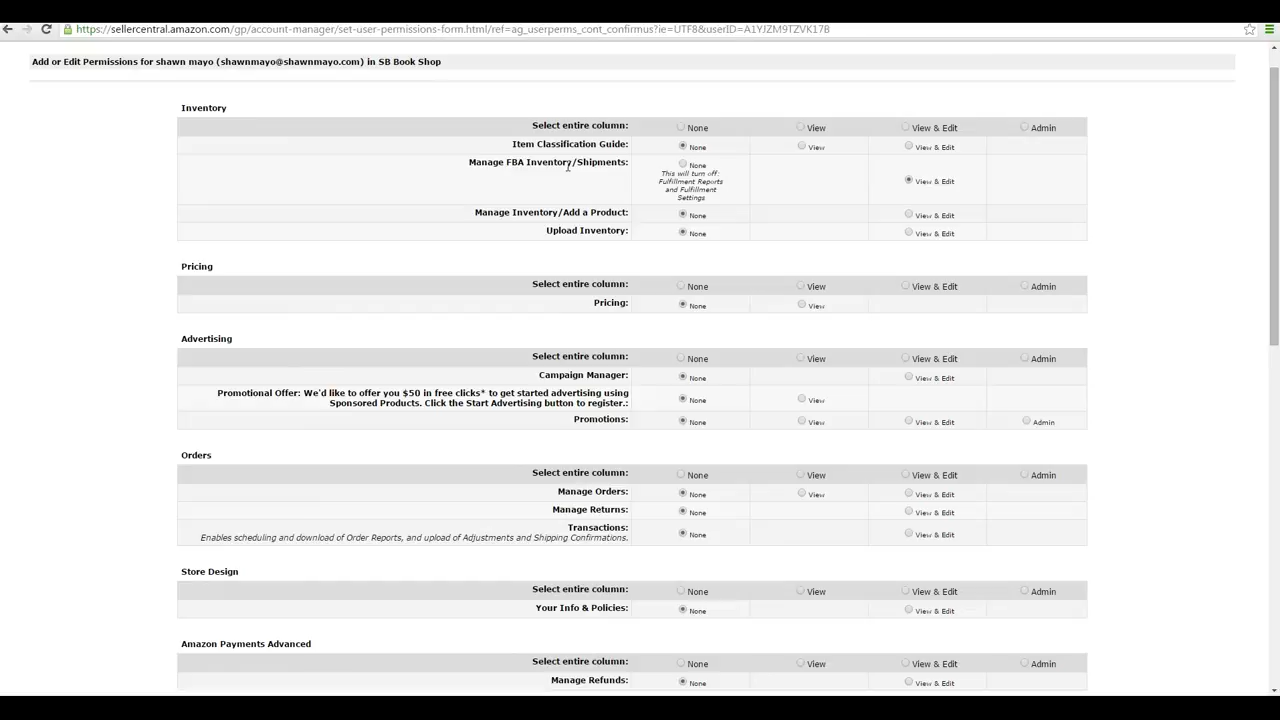 https://sellercentral.amazon.com/gp/account-manager/set-user-permissions-form.html/ref=ag_userperms_cont_confirmus?ie=UTF8&userID=A1YJZM9TZVK17B
Add or Edit Permissions for shawn mayo (shawnmayo@shawnmayo.com) in SB Book Shop
Inventory
Select entire column: None View View & Edit Admin
Item Classification Guide: None View View & Edit
Manage FBA Inventory/Shipments: None View & Edit
This will turn off:
Fulfillment Reports
and Fulfillment
Settings
Manage Inventory/Add a Product: None View & Edit
Upload Inventory: None View & Edit
Pricing
Select entire column: None View View & Edit Admin
Pricing: None View
Advertising
Select entire column: None View View & Edit Admin
Campaign Manager: None View & Edit
Promotional Offer: We'd like to offer you $50 in free clicks* to get started advertising using
Sponsored Products. Click the Start Advertising button to register.: None View
Promotions: None View View & Edit Admin
Orders
Select entire column: None View View & Edit Admin
Manage Orders: None View View & Edit
Manage Returns: None View & Edit
Transactions: None View & Edit
Enables scheduling and download of Order Reports, and upload of Adjustments and Shipping Confirmations.
Store Design
Select entire column: None View View & Edit Admin
Your Info & Policies: None View & Edit
Amazon Payments Advanced
Select entire column: None View View & Edit Admin
Manage Refunds: None View & Edit